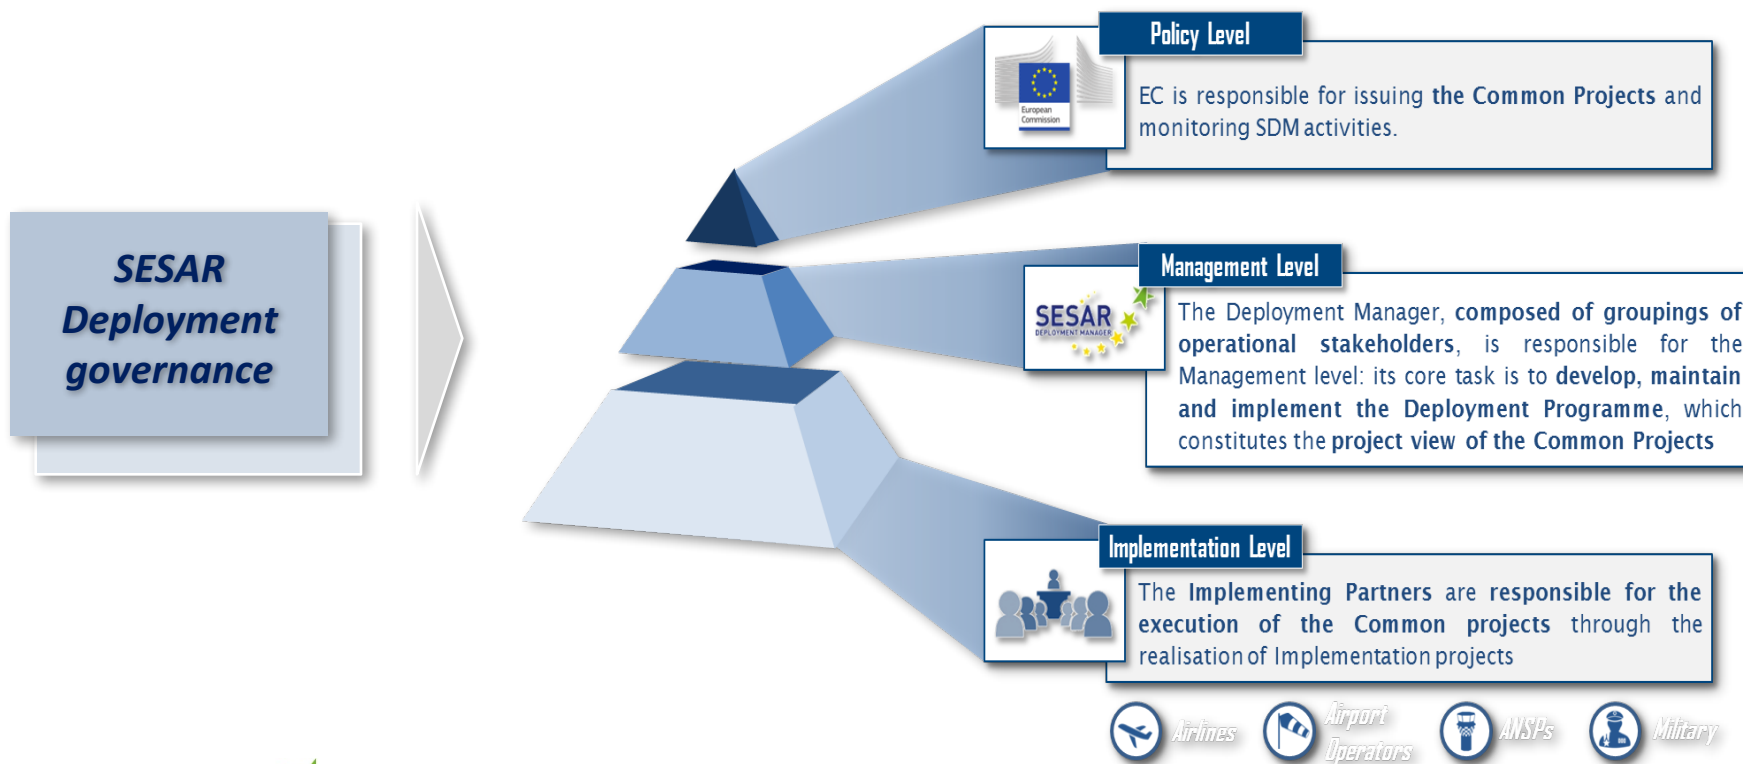 SESAR
Deployment
governance
Policy Level
European
Commission
EC is responsible for issuing the Common Projects and
monitoring SDM activities.
Management Level
SESAR
DEPLOYMENT MANAGER
The Deployment Manager, composed of groupings of
operational stakeholders, is responsible for the
Management level: its core task is to develop, maintain
and implement the Deployment Programme, which
constitutes the project view of the Common Projects
Implementation Level
The Implementing Partners are responsible for the
execution of the Common projects through the
realisation of Implementation projects
Airlines
Airport
Operators
ANSPs
Military